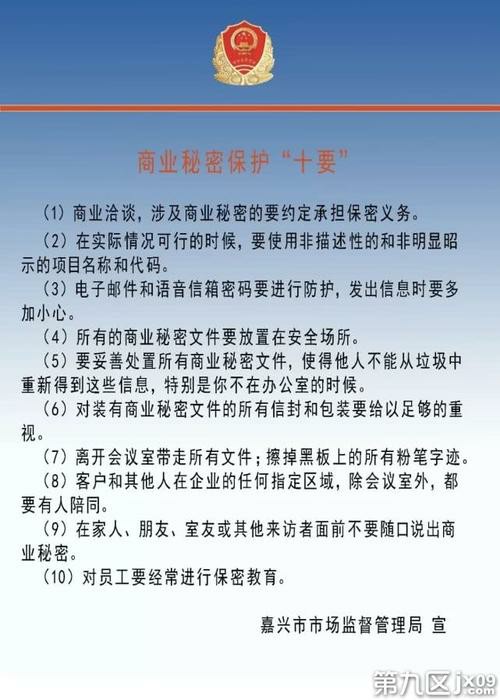 商业秘密保护“十要”
（1）商业洽谈，涉及商业秘密的要约定承担保密义务。
（2）在实际情况可行的时候，要使用非描述性的和非明显昭
示的项目名称和代码。
（3）电子邮件和语音信箱密码要进行防护，发出信息时要多
加小心。
（4）所有的商业秘密文件要放置在安全场所。
（5）要妥善处置所有商业秘密文件，使得他人不能从垃圾中
重新得到这些信息，特别是你不在办公室的时候。
（6）对装有商业秘密文件的所有信封和包装要给以足够的重
视。
（7）离开会议室带走所有文件；擦掉黑板上的所有粉笔字迹。
（8）客户和其他人在企业的任何指定区域，除会议室外，都
要有人陪同。
（9）在家人、朋友、室友或其他来访者面前不要随口说出商
业秘密。
（10）对员工要经常进行保密教育。
嘉兴市市场监督管理局 宣
第九区jx09.com